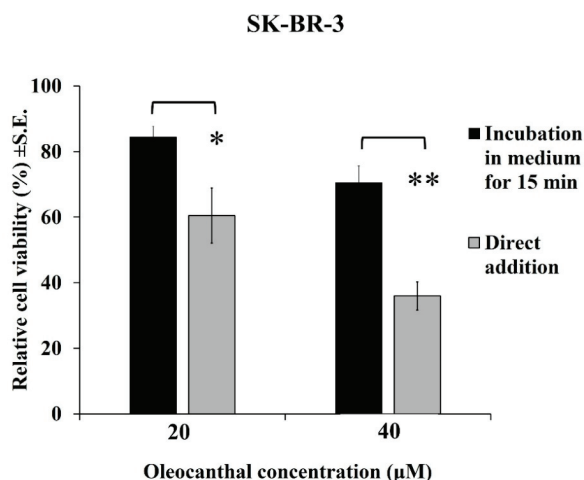 SK-BR-3
Relative cell viability (%) ±S.E.
100
80
60
40
20
0
*
**
20
40
Oleocanthal concentration (µM)
Incubation
in medium
for 15 min
Direct
addition